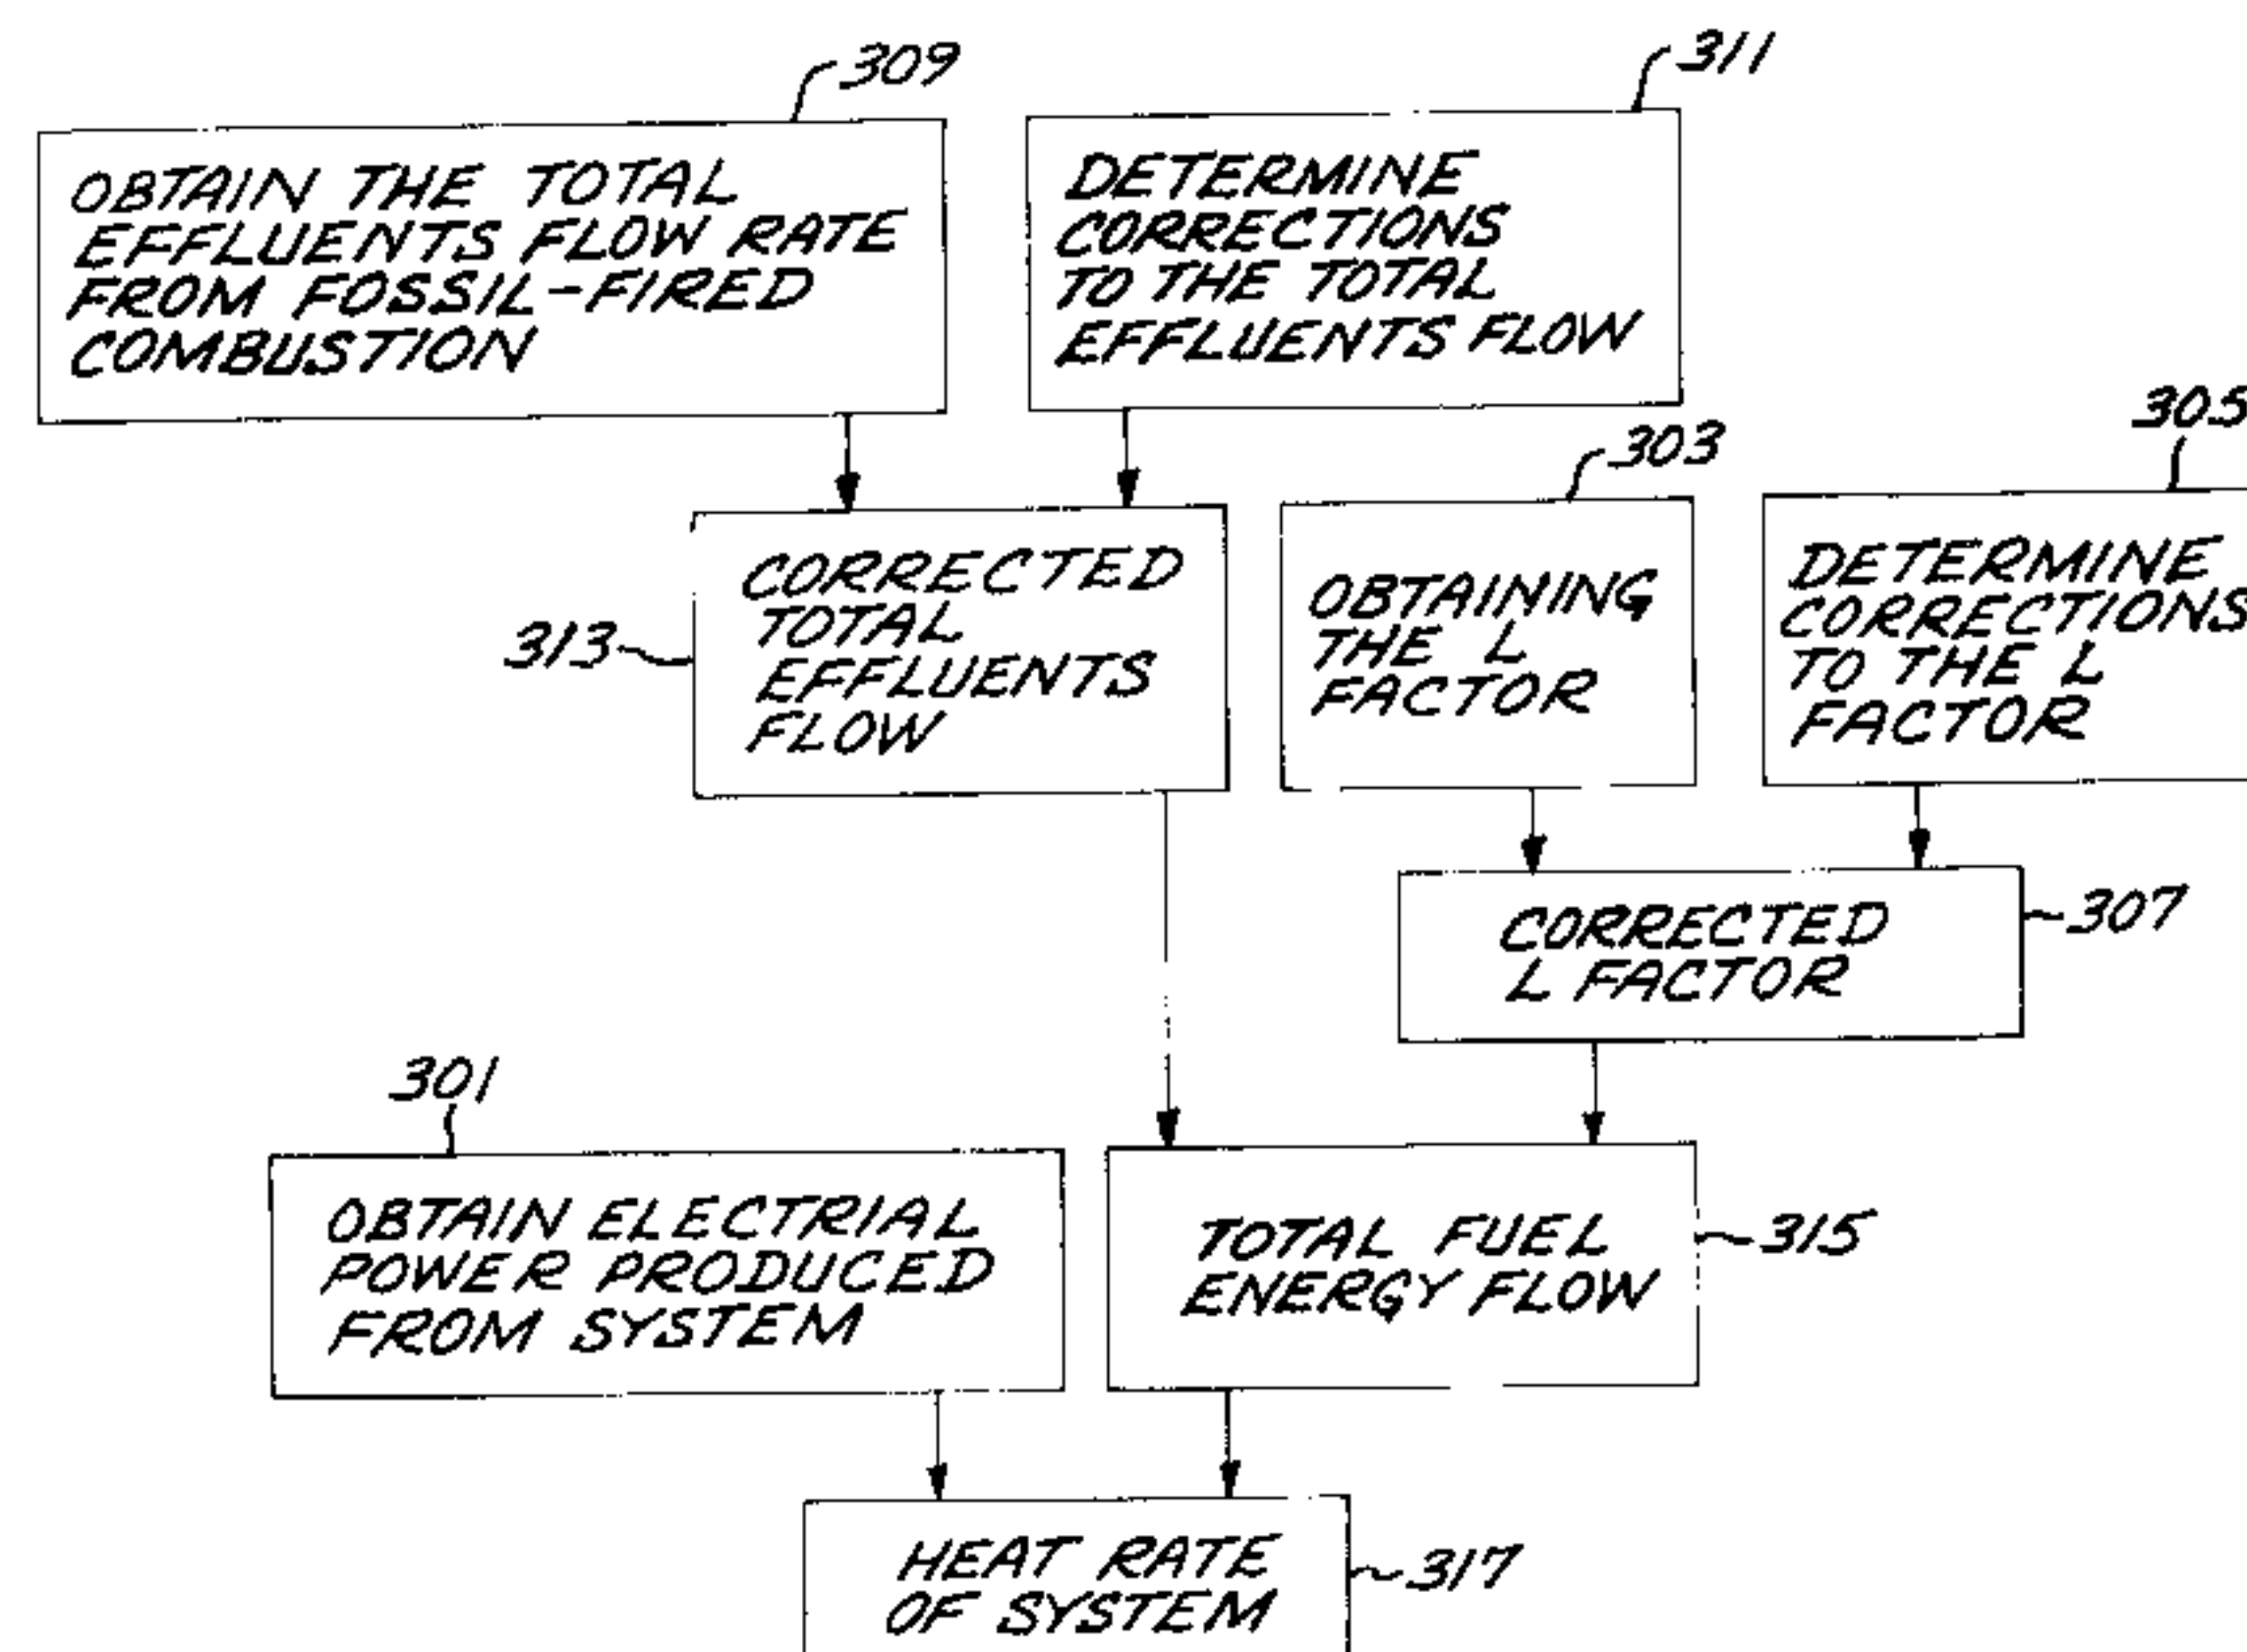 309
311
OBTAIN THE TOTAL
EFFLUENTS FLOW RATE
FROM FOSSIL-FIRED
COMBUSTION
DETERMINE
CORRECTIONS
TO THE TOTAL
EFFLUENTS FLOW
303
305
313
CORRECTED
TOTAL
EFFLUENTS
FLOW
OBTAINING
THE L
FACTOR
DETERMINE
CORRECTIONS
TO THE L
FACTOR
CORRECTED
L FACTOR
307
301
OBTAIN ELECTRIAL
POWER PRODUCED
FROM SYSTEM
TOTAL FUEL
ENERGY FLOW
315
HEAT RATE
OF SYSTEM
317